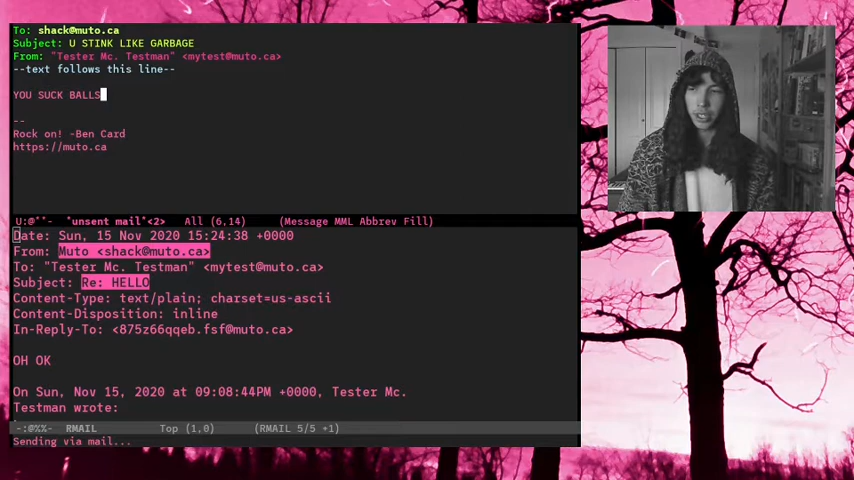 To: shack@muto.ca
Subject: U STINK LIKE GARBAGE
From: "Tester Mc. Testman" <mytest@muto.ca>
--text follows this line--
YOU SUCK BALLS
--
Rock on! -Ben Card
https://muto.ca
U:@**-  *unsent mail*<2>   All (6,14)     (Message MML Abbrev Fill)
Date: Sun, 15 Nov 2020 15:24:38 +0000
From: Muto <shack@muto.ca>
To: "Tester Mc. Testman" <mytest@muto.ca>
Subject: Re: HELLO
Content-Type: text/plain; charset=us-ascii
Content-Disposition: inline
In-Reply-To: <875z66qqeb.fsf@muto.ca>
OH OK
On Sun, Nov 15, 2020 at 09:08:44PM +0000, Tester Mc.
Testman wrote:
-:@%%-  RMAIL          Top (1,0)      (RMAIL 5/5 +1)
Sending via mail...